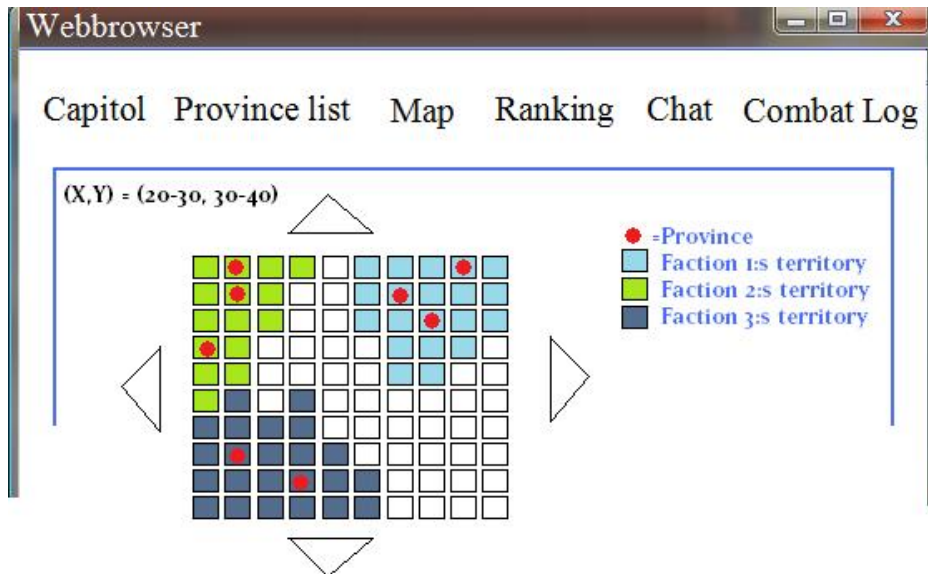 Webbrowser
Capitol Province list Map Ranking Chat Combat Log
(X,Y) = (20-30, 30-40)
=Province
Faction 1:s territory
Faction 2:s territory
Faction 3:s territory